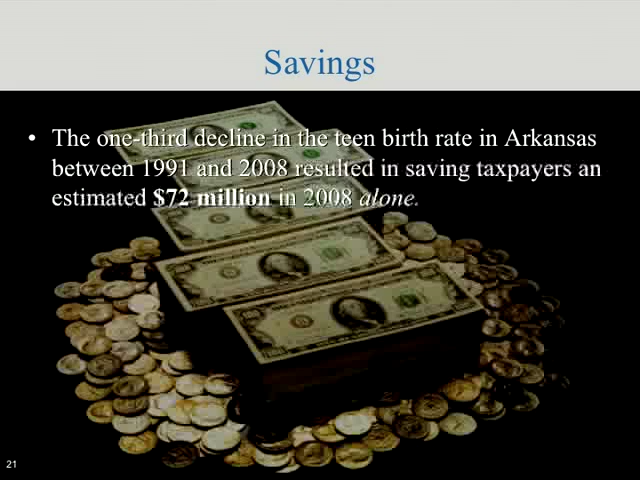 Savings
• The one-third decline in the teen birth rate in Arkansas
between 1991 and 2008 resulted in saving taxpayers an
estimated $72 million in 2008 alone.
21